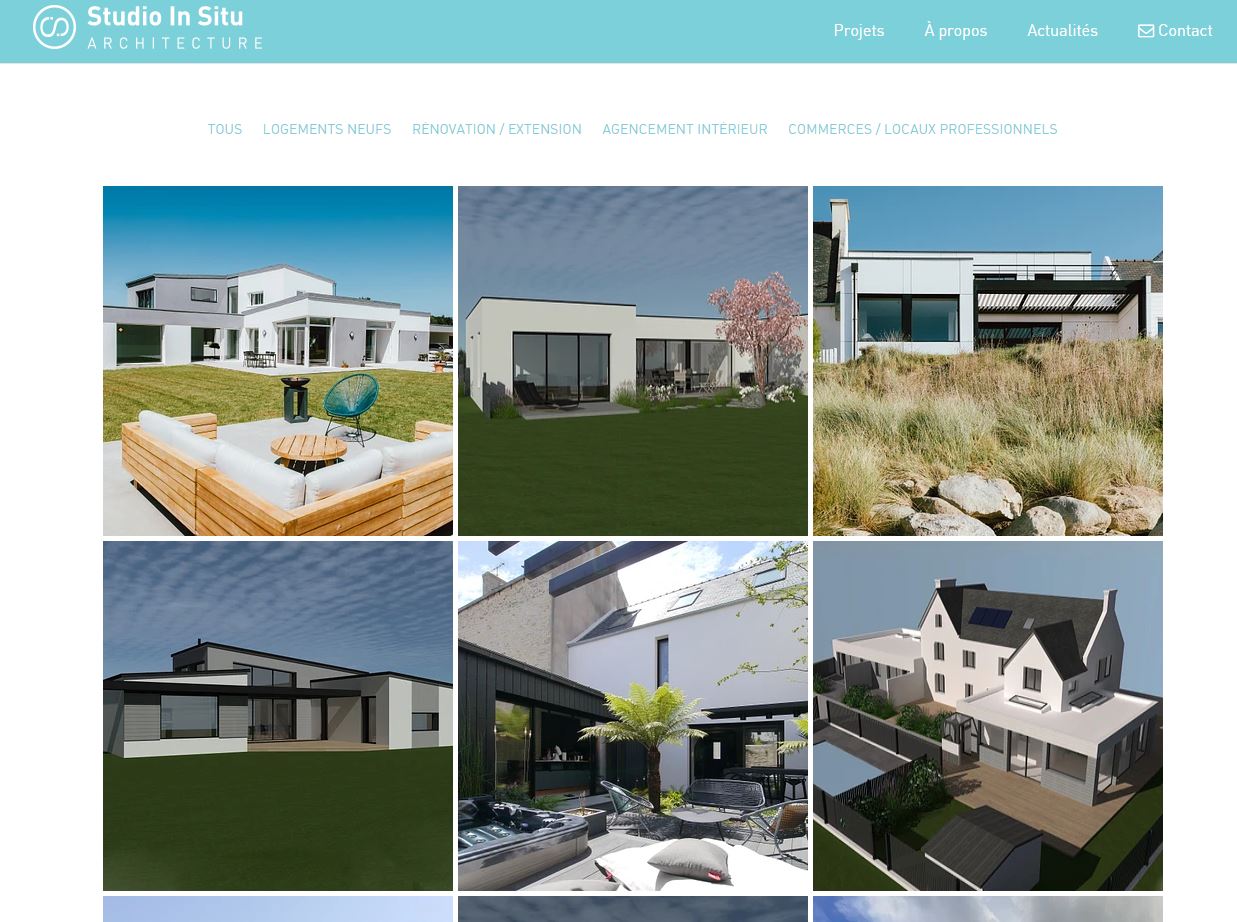 Studio In Situ
ARCHITECTURE
Projets
À propos
Actualités
Contact
TOUS
LOGEMENTS NEUFS
RÉNOVATION / EXTENSION
AGENCEMENT INTÉRIEUR
COMMERCES / LOCAUX PROFESSIONNELS